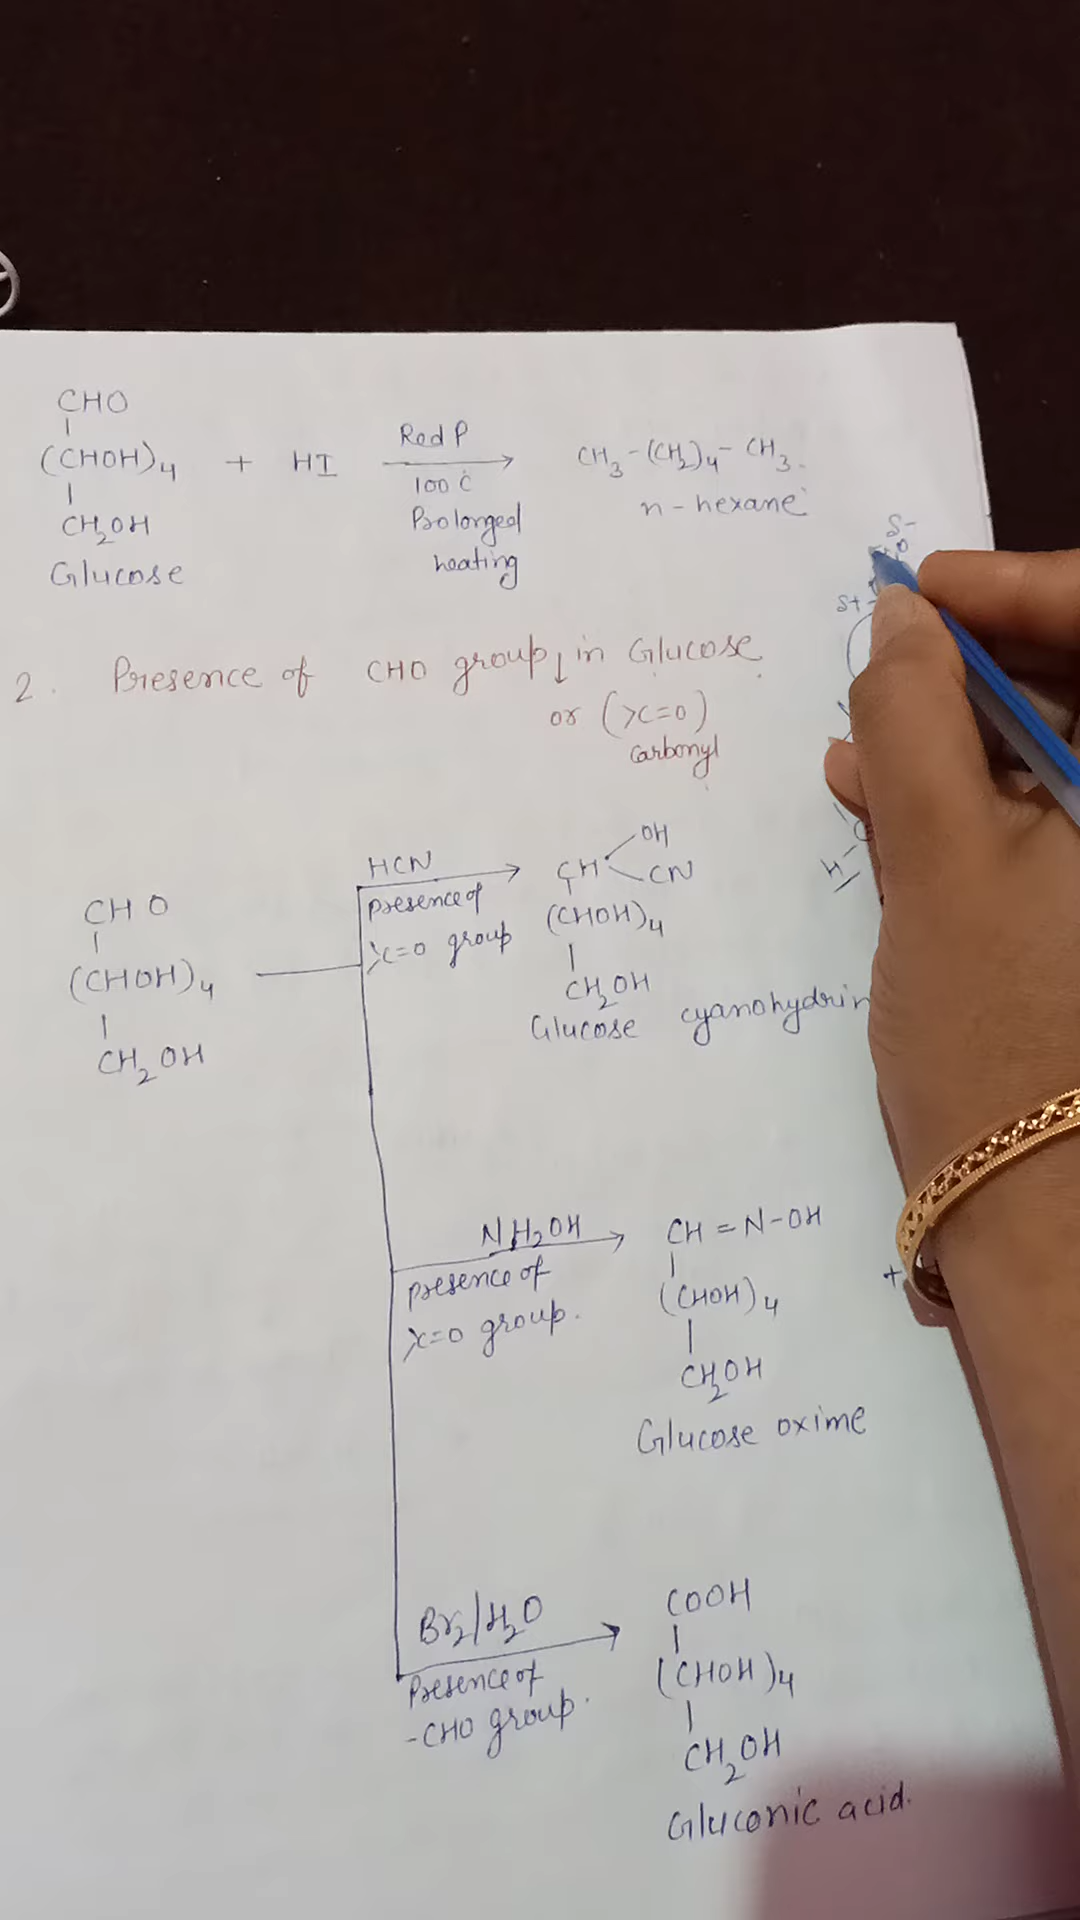 CHO
(CHOH)4 + HI Red P CH3-(CH2)4-CH3.
100°C
CH2OH Prolonged n-hexane
Glucose heating
δ-
O
δ+
2. Presence of CHO group, in Glucose
or (>C=O)
Carbonyl
H
CHO
(CHOH)4
CH2OH
HCN
presence of
>C=O group
OH
CH
CN
(CHOH)4
CH2OH
Glucose cyanohydrin
NH2OH
presence of
>C=O group.
CH=N-OH
+
(CHOH)4
CH2OH
Glucose oxime
Br2/H2O
Presence of
-CHO group.
COOH
(CHOH)4
CH2OH
Gluconic acid.